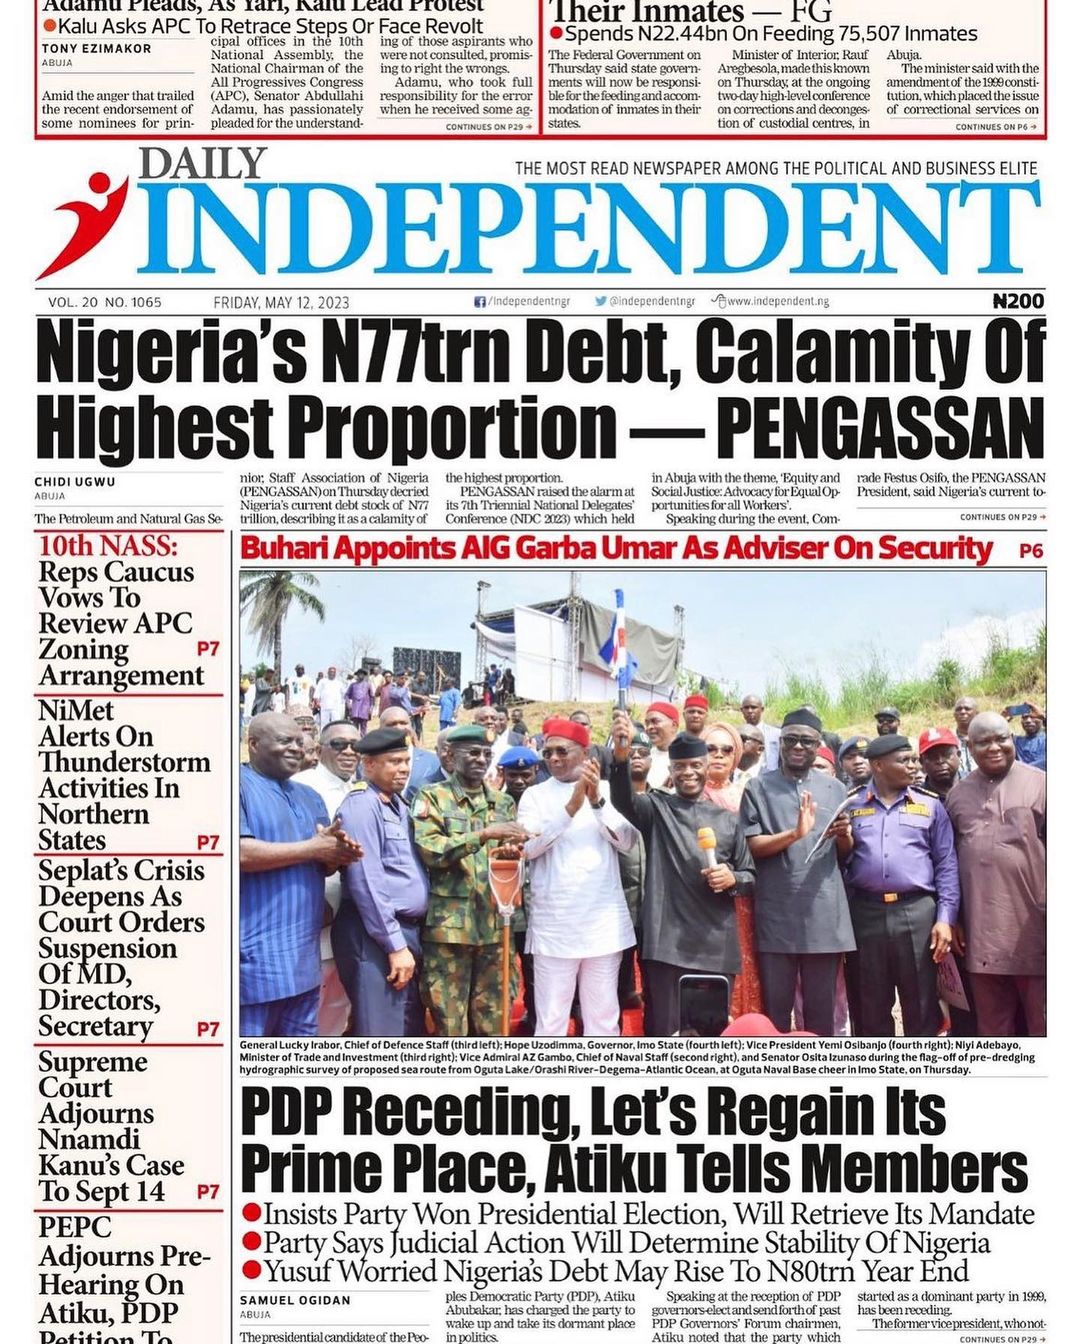 Adamu Pleads, As Yari, Kalu Lead Protest
●Kalu Asks APC To Retrace Steps Or Face Revolt
TONY EZIMAKOR
ABUJA
Amid the anger that trailed
the recent endorsement of
some nominees for prin-
cipal offices in the 10th
National Assembly, the
National Chairman of the
All Progressives Congress
(APC), Senator Abdullahi
Adamu, has passionately
pleaded for the understand-
ing of those aspirants who
were not consulted, promis-
ing to right the wrongs.
Adamu, who took full
responsibility for the error
when he received some ag-
CONTINUES ON P29 →
Their Inmates — FG
●Spends N22.44bn On Feeding 75,507 Inmates
The Federal Government on
Thursday said state govern-
ments will now be responsi-
ble for the feeding and accom-
modation of inmates in their
states.
Minister of Interior, Rauf
Aregbesola, made this known
on Thursday, at the ongoing
two-day high-level conference
on corrections and deconges-
tion of custodial centres, in
Abuja.
The minister said with the
amendment of the 1999 consti-
tution, which placed the issue
of correctional services on
CONTINUES ON P6 →
DAILY
INDEPENDENT
THE MOST READ NEWSPAPER AMONG THE POLITICAL AND BUSINESS ELITE
VOL. 20 NO. 1065 FRIDAY, MAY 12, 2023 /Independentngr @independentngr www.independent.ng ₦200
Nigeria's N77trn Debt, Calamity Of
Highest Proportion — PENGASSAN
CHIDI UGWU
ABUJA
The Petroleum and Natural Gas Se-
nior, Staff Association of Nigeria
(PENGASSAN) on Thursday decried
Nigeria's current debt stock of N77
trillion, describing it as a calamity of
the highest proportion.
PENGASSAN raised the alarm at
its 7th Triennial National Delegates'
Conference (NDC 2023) which held
in Abuja with the theme, 'Equity and
Social Justice: Advocacy for Equal Op-
portunities for all Workers'.
Speaking during the event, Com-
rade Festus Osifo, the PENGASSAN
President, said Nigeria's current to-
CONTINUES ON P29 →
10th NASS:
Reps Caucus
Vows To
Review APC
Zoning P7
Arrangement
NiMet
Alerts On
Thunderstorm
Activities In
Northern
States P7
Seplat's Crisis
Deepens As
Court Orders
Suspension
Of MD,
Directors,
Secretary P7
Supreme
Court
Adjourns
Nnamdi
Kanu's Case
To Sept 14 P7
PEPC
Adjourns Pre-
Hearing On
Atiku, PDP
Petition To
Buhari Appoints AIG Garba Umar As Adviser On Security P6
General Lucky Irabor, Chief of Defence Staff (third left); Hope Uzodimma, Governor, Imo State (fourth left); Vice President Yemi Osibanjo (fourth right); Niyi Adebayo,
Minister of Trade and Investment (third right); Vice Admiral AZ Gambo, Chief of Naval Staff (second right), and Senator Osita Izunaso during the flag-off of pre-dredging
hydrographic survey of proposed sea route from Oguta Lake/Orashi River-Degema-Atlantic Ocean, at Oguta Naval Base cheer in Imo State, on Thursday.
PDP Receding, Let's Regain Its
Prime Place, Atiku Tells Members
●Insists Party Won Presidential Election, Will Retrieve Its Mandate
●Party Says Judicial Action Will Determine Stability Of Nigeria
●Yusuf Worried Nigeria's Debt May Rise To N80trn Year End
SAMUEL OGIDAN
ABUJA
The presidential candidate of the Peo-
ples Democratic Party (PDP), Atiku
Abubakar, has charged the party to
wake up and take its dormant place
in politics.
Speaking at the reception of PDP
governors-elect and send forth of past
PDP Governors' Forum chairmen,
Atiku noted that the party which
started as a dominant party in 1999,
has been receding.
The former vice president, who not-
CONTINUES ON P29 →